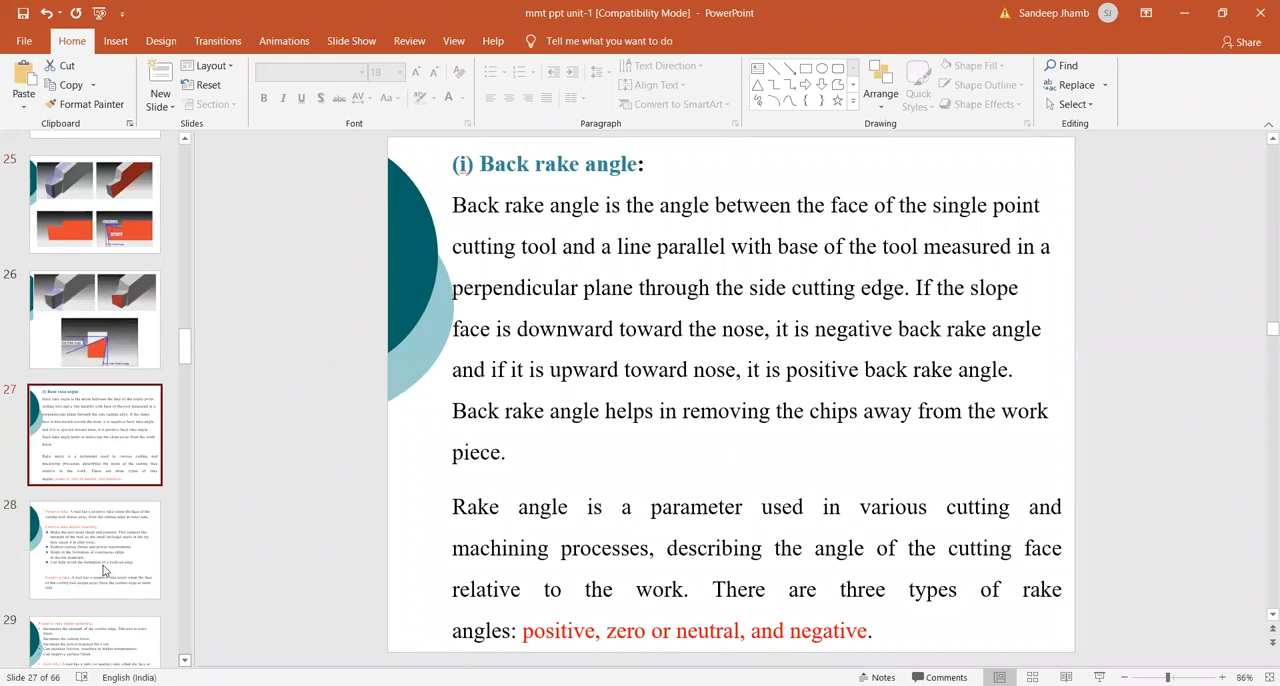 mmt ppt unit-1 [Compatibility Mode] - PowerPoint
Sandeep Jhamb
SJ
File
Home
Insert
Design
Transitions
Animations
Slide Show
Review
View
Help
Tell me what you want to do
Share
Paste
Cut
Copy
Format Painter
Clipboard
New Slide
Layout
Reset
Section
Slides
18
Font
Text Direction
Align Text
Convert to SmartArt
Paragraph
Arrange
Quick Styles
Shape Fill
Shape Outline
Shape Effects
Drawing
Find
Replace
Select
Editing
25
26
27
28
29
(i) Back rake angle:
Back rake angle is the angle between the face of the single point
cutting tool and a line parallel with base of the tool measured in a
perpendicular plane through the side cutting edge. If the slope
face is downward toward the nose, it is negative back rake angle
and if it is upward toward nose, it is positive back rake angle.
Back rake angle helps in removing the chips away from the work
piece.
Rake angle is a parameter used in various cutting and
machining processes, describing the angle of the cutting face
relative to the work. There are three types of rake
angles: positive, zero or neutral, and negative.
Slide 27 of 66
English (India)
Notes
Comments
86%